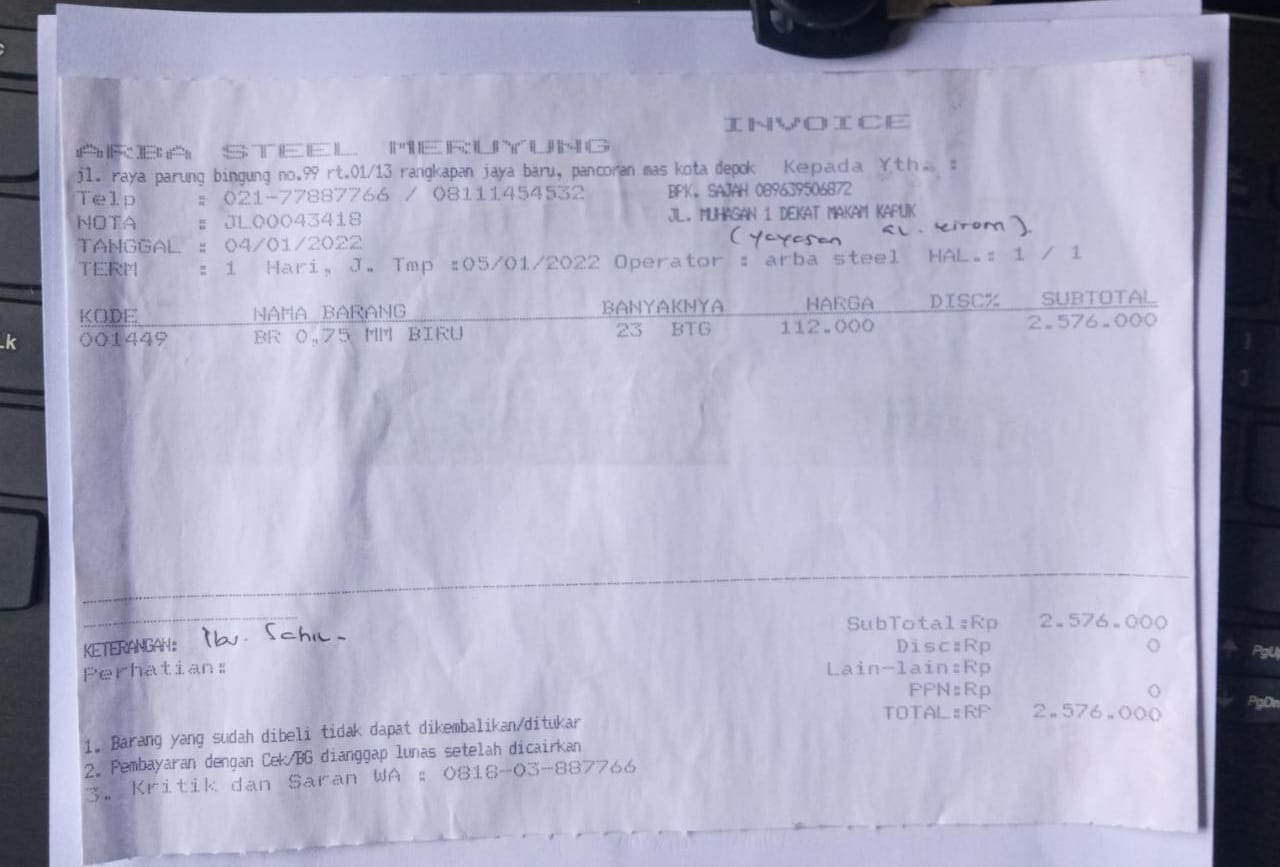 INVOICE
ARBA STEEL MERUYUNG
jl. raya parung bingung no.99 rt.01/13 rangkapan jaya baru, pancoran mas kota depok Kepada Yth. :
Telp : 021-77887766 / 08111454532 BPK. SAJAH 089639506872
NOTA : JL00043418 JL. MUHASAN 1 DEKAT MAKAM KAPUK
(yayasan
TANGGAL : 04/01/2022
TERM : 1 Hari, J. Tmp :05/01/2022 Operator : arba steel HAL.: 1 / 1
KODE NAMA BARANG BANYAKNYA HARGA DISC% SUBTOTAL
001449 BR 0,75 MM BIRU 23 BTG 112.000 2.576.000
KETERANGAN:
Perhatian:
SubTotal:Rp 2.576.000
Disc:Rp 0
Lain-lain:Rp
PPN:Rp 0
TOTAL:RP 2.576.000
1. Barang yang sudah dibeli tidak dapat dikembalikan/ditukar
2. Pembayaran dengan Cek/BG dianggap lunas setelah dicairkan
3. Kritik dan Saran WA : 0818-03-887766
PgUp
PgDn